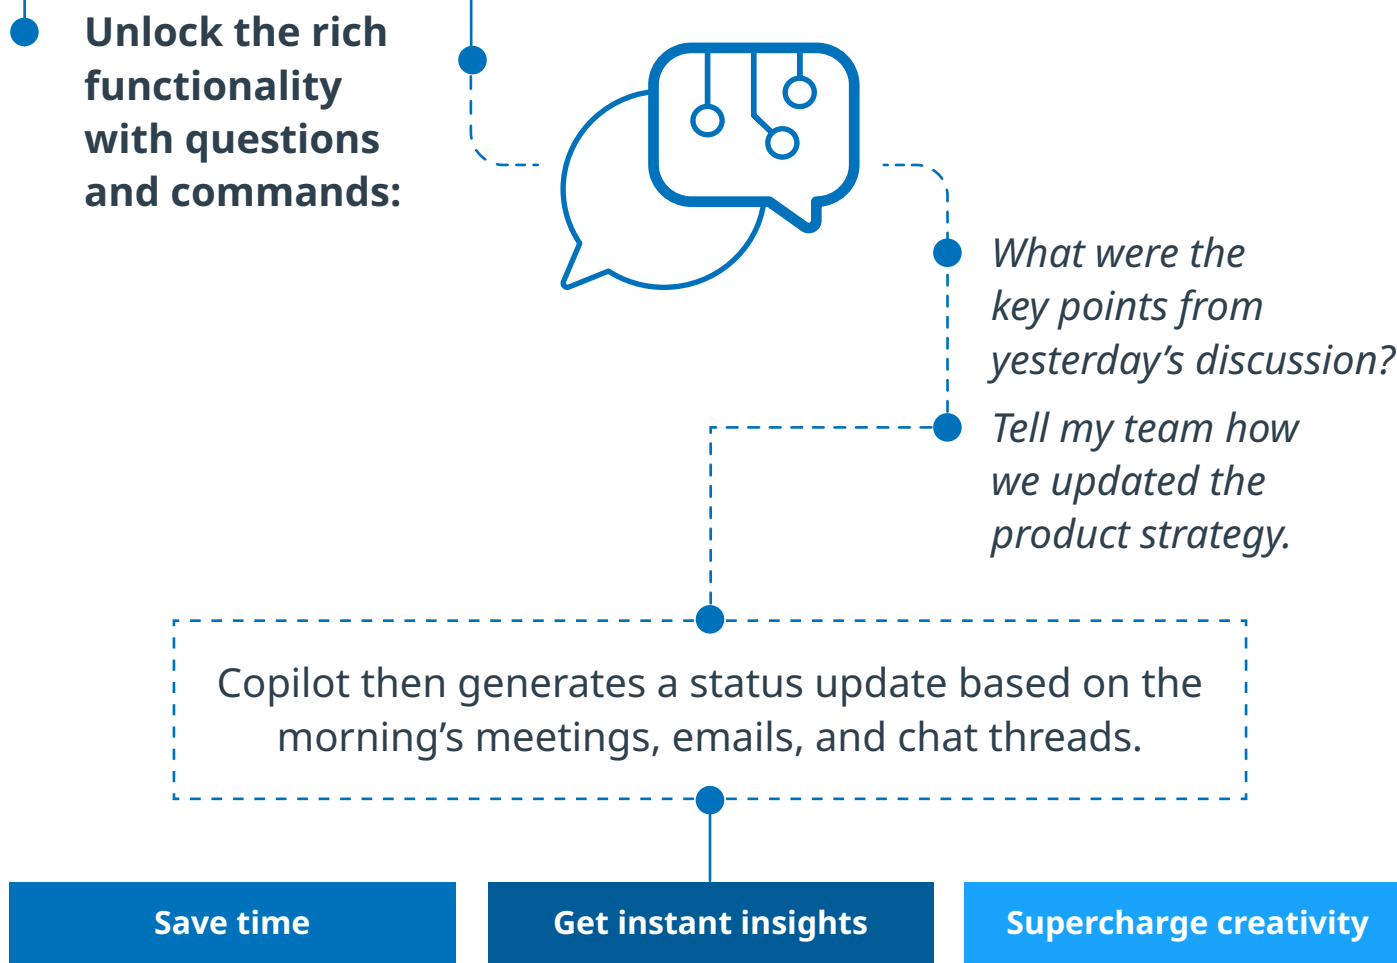 Unlock the rich
functionality
with questions
and commands:
What were the
key points from
yesterday’s discussion?
Tell my team how
we updated the
product strategy.
Copilot then generates a status update based on the
morning’s meetings, emails, and chat threads.
Save time
Get instant insights
Supercharge creativity